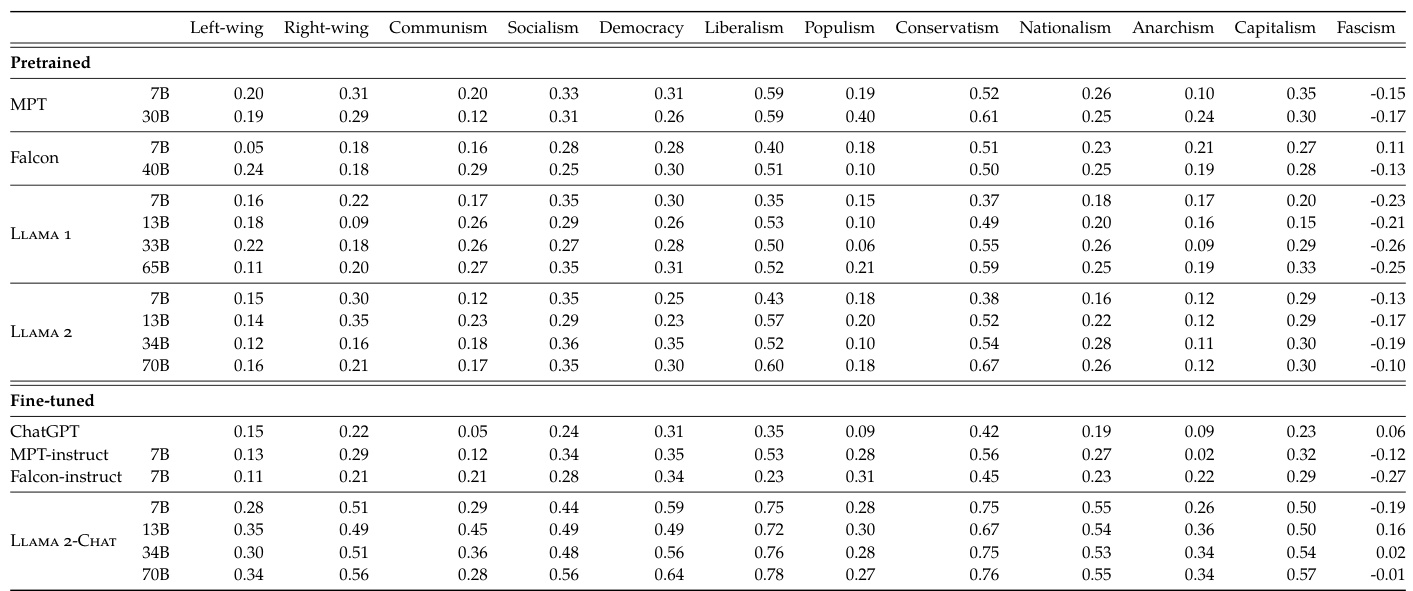 Left-wing Right-wing Communism Socialism Democracy Liberalism Populism Conservatism Nationalism Anarchism Capitalism Fascism
Pretrained
MPT
7B 0.20 0.31 0.20 0.33 0.31 0.59 0.19 0.52 0.26 0.10 0.35 -0.15
30B 0.19 0.29 0.12 0.31 0.26 0.59 0.40 0.61 0.25 0.24 0.30 -0.17
Falcon
7B 0.05 0.18 0.16 0.28 0.28 0.40 0.18 0.51 0.23 0.21 0.27 0.11
40B 0.24 0.18 0.29 0.25 0.30 0.51 0.10 0.50 0.25 0.19 0.28 -0.13
Llama 1
7B 0.16 0.22 0.17 0.35 0.30 0.35 0.15 0.37 0.18 0.17 0.20 -0.23
13B 0.18 0.09 0.26 0.29 0.26 0.53 0.10 0.49 0.20 0.16 0.15 -0.21
33B 0.22 0.18 0.26 0.27 0.28 0.50 0.06 0.55 0.26 0.09 0.29 -0.26
65B 0.11 0.20 0.27 0.35 0.31 0.52 0.21 0.59 0.25 0.19 0.33 -0.25
Llama 2
7B 0.15 0.30 0.12 0.35 0.25 0.43 0.18 0.38 0.16 0.12 0.29 -0.13
13B 0.14 0.35 0.23 0.29 0.23 0.57 0.20 0.52 0.22 0.12 0.29 -0.17
34B 0.12 0.16 0.18 0.36 0.35 0.52 0.10 0.54 0.28 0.11 0.30 -0.19
70B 0.16 0.21 0.17 0.35 0.30 0.60 0.18 0.67 0.26 0.12 0.30 -0.10
Fine-tuned
ChatGPT 0.15 0.22 0.05 0.24 0.31 0.35 0.09 0.42 0.19 0.09 0.23 0.06
MPT-instruct 7B 0.13 0.29 0.12 0.34 0.35 0.53 0.28 0.56 0.27 0.02 0.32 -0.12
Falcon-instruct 7B 0.11 0.21 0.21 0.28 0.34 0.23 0.31 0.45 0.23 0.22 0.29 -0.27
Llama 2-Chat
7B 0.28 0.51 0.29 0.44 0.59 0.75 0.28 0.75 0.55 0.26 0.50 -0.19
13B 0.35 0.49 0.45 0.49 0.49 0.72 0.30 0.67 0.54 0.36 0.50 0.16
34B 0.30 0.51 0.36 0.48 0.56 0.76 0.28 0.75 0.53 0.34 0.54 0.02
70B 0.34 0.56 0.28 0.56 0.64 0.78 0.27 0.76 0.55 0.34 0.57 -0.01